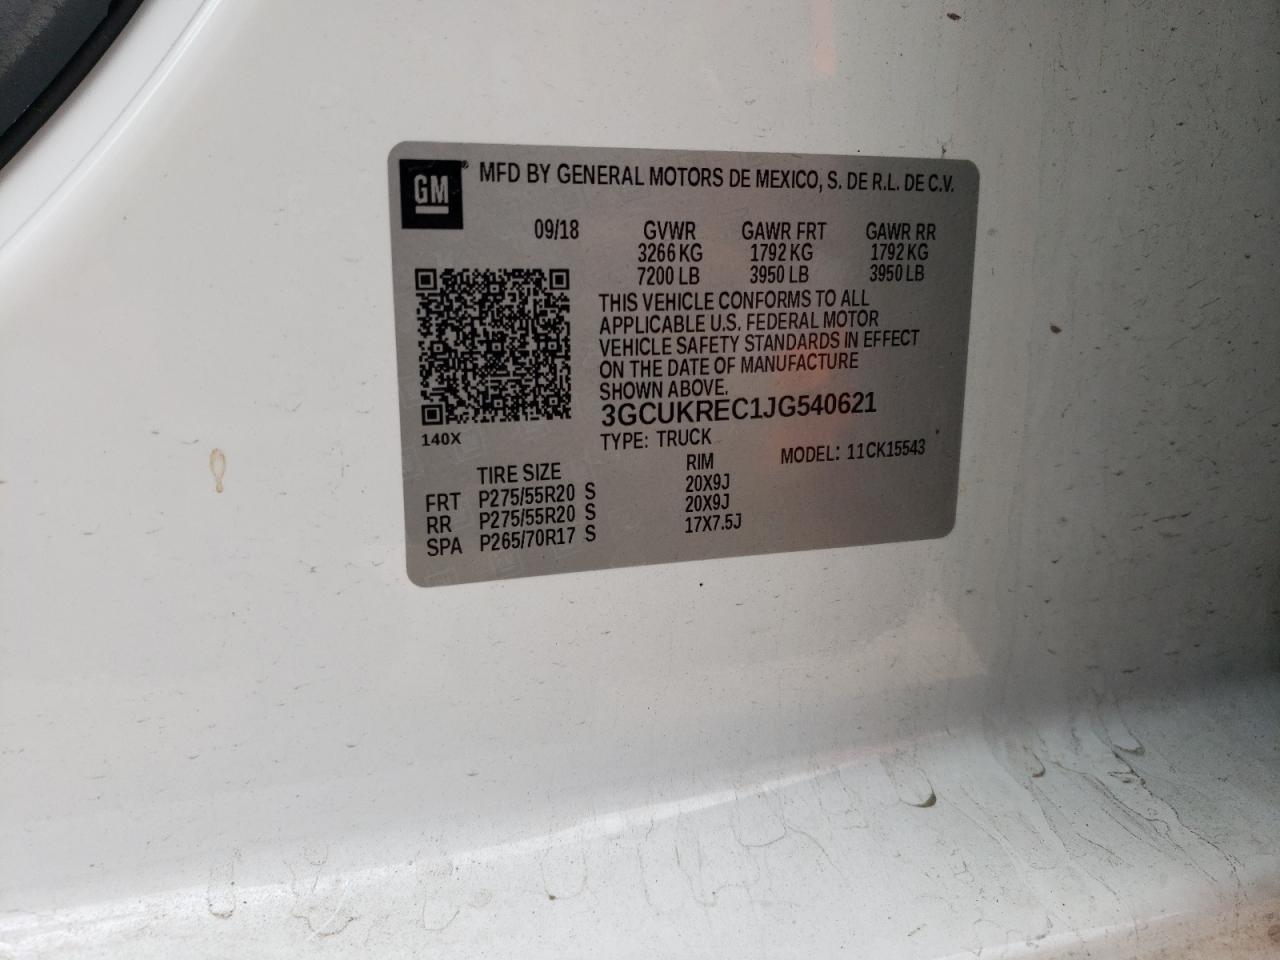 GM ® MFD BY GENERAL MOTORS DE MEXICO, S. DE R.L. DE C.V.
09/18 GVWR GAWR FRT GAWR RR
3266 KG 1792 KG 1792 KG
7200 LB 3950 LB 3950 LB
THIS VEHICLE CONFORMS TO ALL
APPLICABLE U.S. FEDERAL MOTOR
VEHICLE SAFETY STANDARDS IN EFFECT
ON THE DATE OF MANUFACTURE
SHOWN ABOVE.
3GCUKREC1JG540621
140X
TYPE: TRUCK MODEL: 11CK15543
TIRE SIZE RIM
FRT P275/55R20 S 20X9J
RR P275/55R20 S 20X9J
SPA P265/70R17 S 17X7.5J